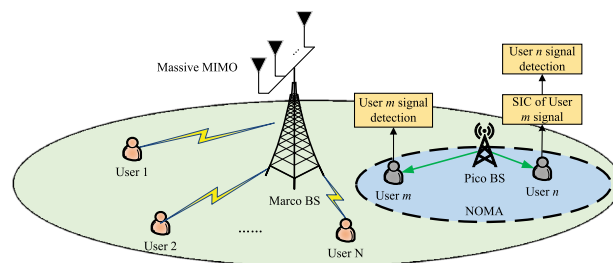 Massive MIMO
...
User n signal
detection
User m signal
detection
SIC of User
m signal
User 1
Marco BS
User m
Pico BS
User n
NOMA
User 2
......
User N